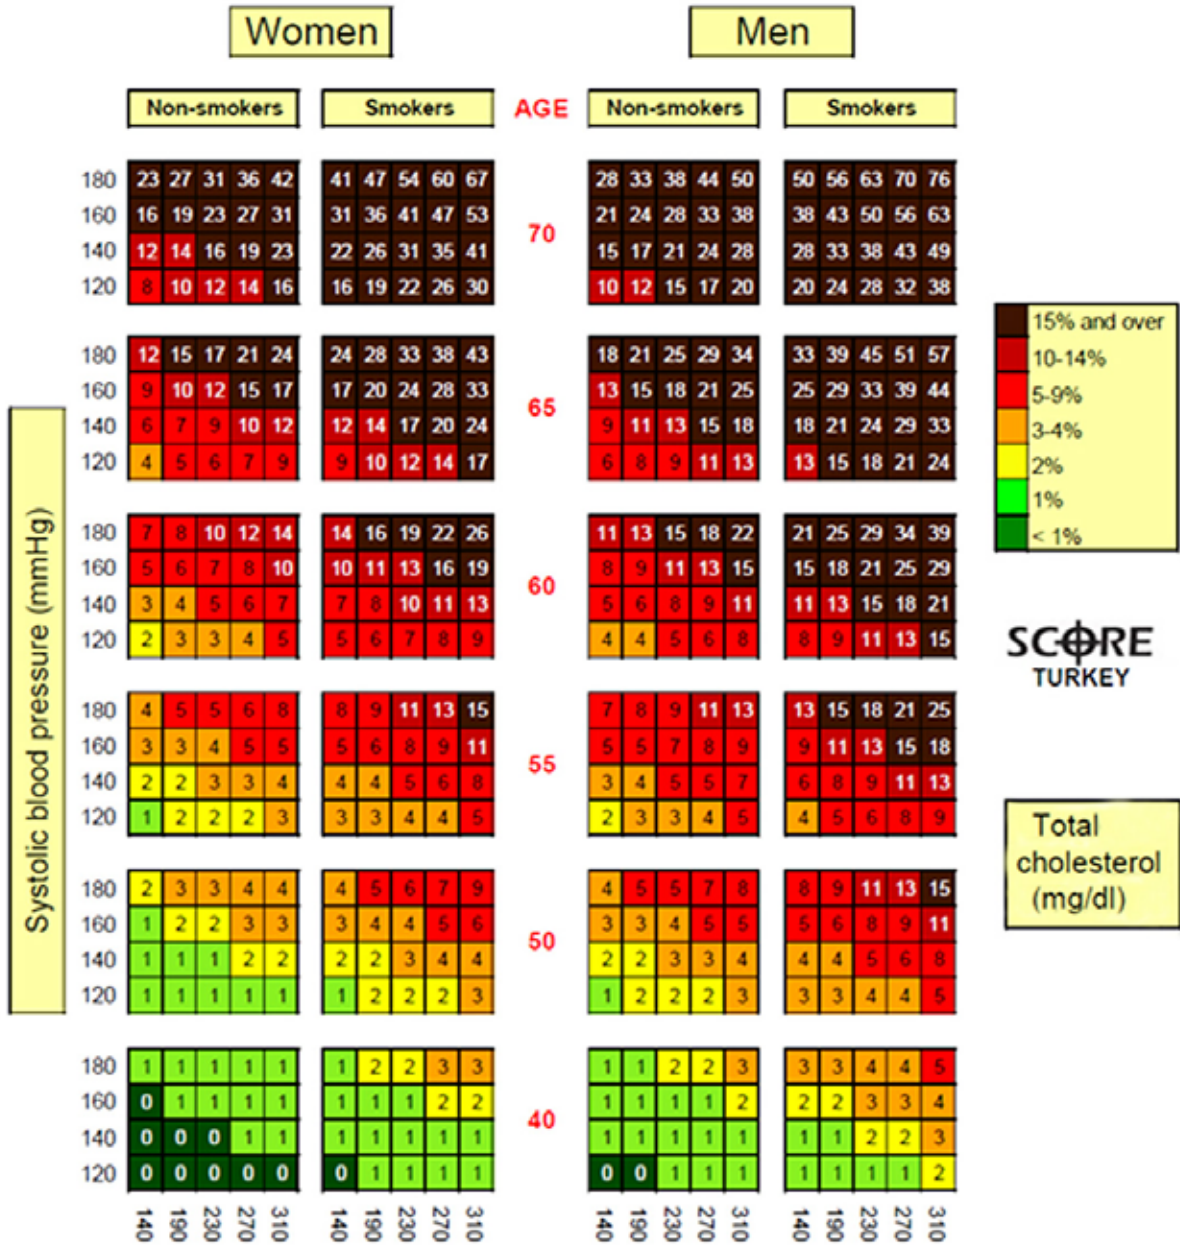 Women Men
Non-smokers Smokers AGE Non-smokers Smokers
180 23 27 31 36 42 41 47 54 60 67 28 33 38 44 50 50 56 63 70 76
160 16 19 23 27 31 31 36 41 47 53 21 24 28 33 38 38 43 50 56 63
70
140 12 14 16 19 23 22 26 31 35 41 15 17 21 24 28 28 33 38 43 49
120 8 10 12 14 16 16 19 22 26 30 10 12 15 17 20 20 24 28 32 38
180 12 15 17 21 24 24 28 33 38 43 18 21 25 29 34 33 39 45 51 57
160 9 10 12 15 17 17 20 24 28 33 13 15 18 21 25 25 29 33 39 44
65
140 6 7 9 10 12 12 14 17 20 24 9 11 13 15 18 18 21 24 29 33
120 4 5 6 7 9 9 10 12 14 17 6 8 9 11 13 13 15 18 21 24
180 7 8 10 12 14 14 16 19 22 26 11 13 15 18 22 21 25 29 34 39
160 5 6 7 8 10 10 11 13 16 19 8 9 11 13 15 15 18 21 25 29
60
140 3 4 5 6 7 7 8 10 11 13 5 6 8 9 11 11 13 15 18 21
120 2 3 3 4 5 5 6 7 8 9 4 4 5 6 8 8 9 11 13 15
180 4 5 5 6 8 8 9 11 13 15 7 8 9 11 13 13 15 18 21 25
160 3 3 4 5 5 5 6 8 9 11 5 5 7 8 9 9 11 13 15 18
55
140 2 2 3 3 4 4 4 5 6 8 3 4 5 5 7 6 8 9 11 13
120 1 2 2 2 3 3 3 4 4 5 2 3 3 4 5 4 5 6 8 9
180 2 3 3 4 4 4 5 6 7 9 4 5 5 7 8 8 9 11 13 15
160 1 2 2 3 3 3 4 4 5 6 3 3 4 5 5 5 6 8 9 11
50
140 1 1 1 2 2 2 2 3 4 4 2 2 3 3 4 4 4 5 6 8
120 1 1 1 1 1 1 2 2 2 3 1 2 2 2 3 3 3 4 4 5
180 1 1 1 1 1 1 2 2 3 3 1 1 2 2 3 3 3 4 4 5
160 0 1 1 1 1 1 1 1 2 2 1 1 1 1 2 2 2 3 3 4
40
140 0 0 0 1 1 1 1 1 1 1 1 1 1 1 1 1 1 2 2 3
120 0 0 0 0 0 0 1 1 1 1 0 0 1 1 1 1 1 1 1 2
140 190 230 270 310 140 190 230 270 310 140 190 230 270 310 140 190 230 270 310
Systolic blood pressure (mmHg)
15% and over
10-14%
5-9%
3-4%
2%
1%
< 1%
SCORE
TURKEY
Total
cholesterol
(mg/dl)